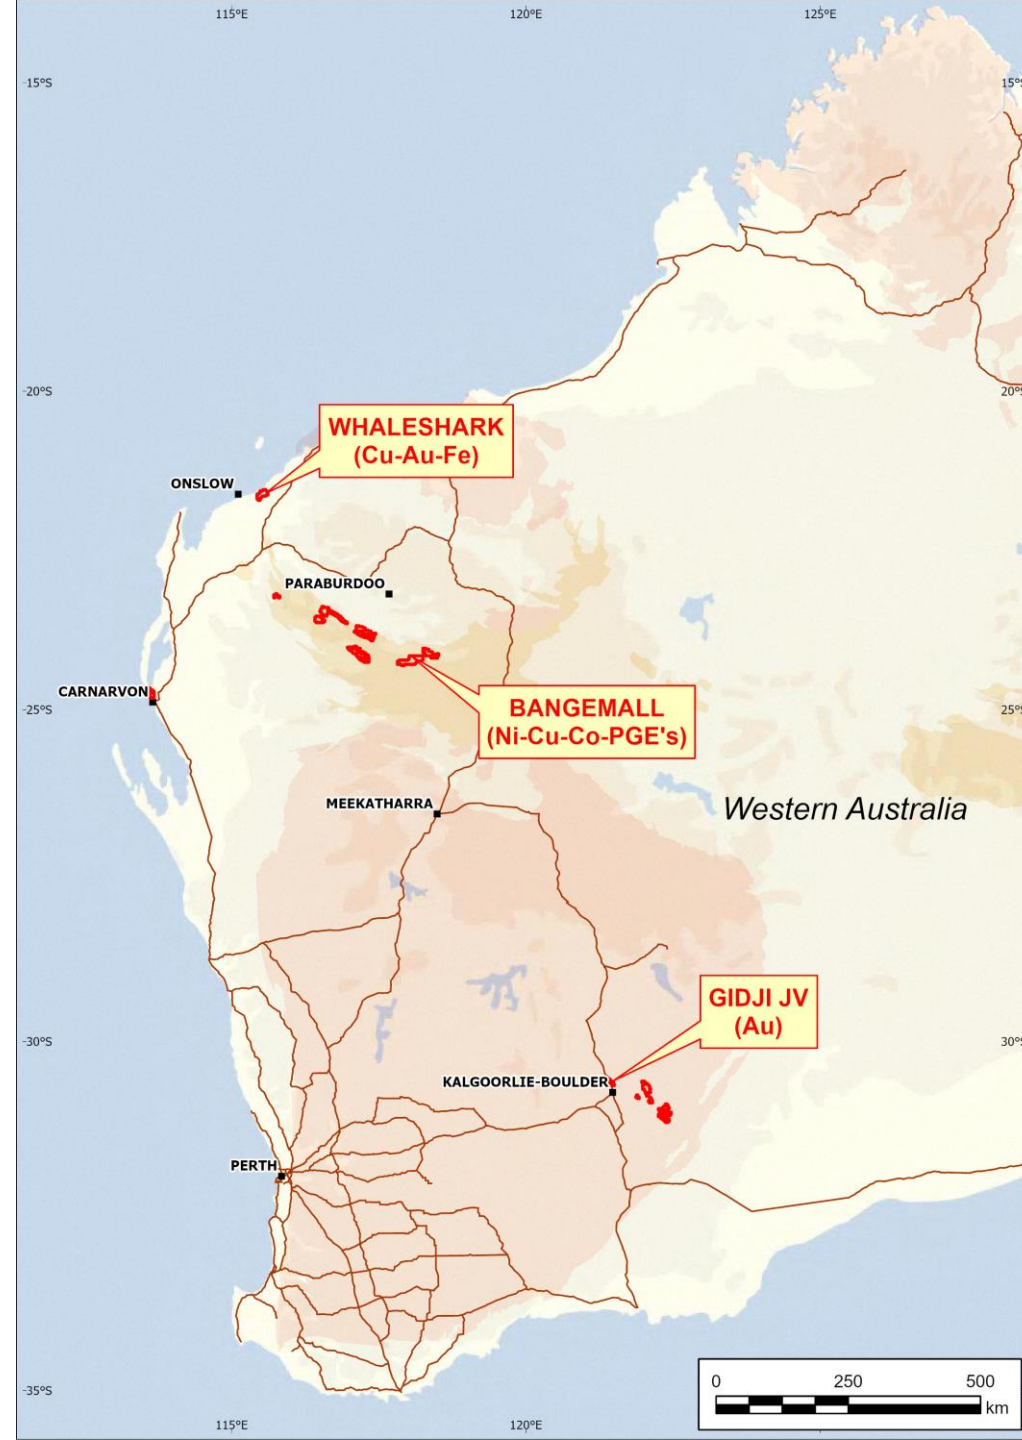 115°E
120°E
125°E
-15°S
15°S
-20°S
20°S
WHALESHARK
(Cu-Au-Fe)
ONSLOW
PARABURDOO
CARNARVON
-25°S
25°S
BANGEMALL
(Ni-Cu-Co-PGE's)
MEEKATHARRA
Western Australia
GIDJI JV
(Au)
-30°S
30°S
KALGOORLIE-BOULDER
PERTH
0
250
500
km
-35°S
115°E
120°E